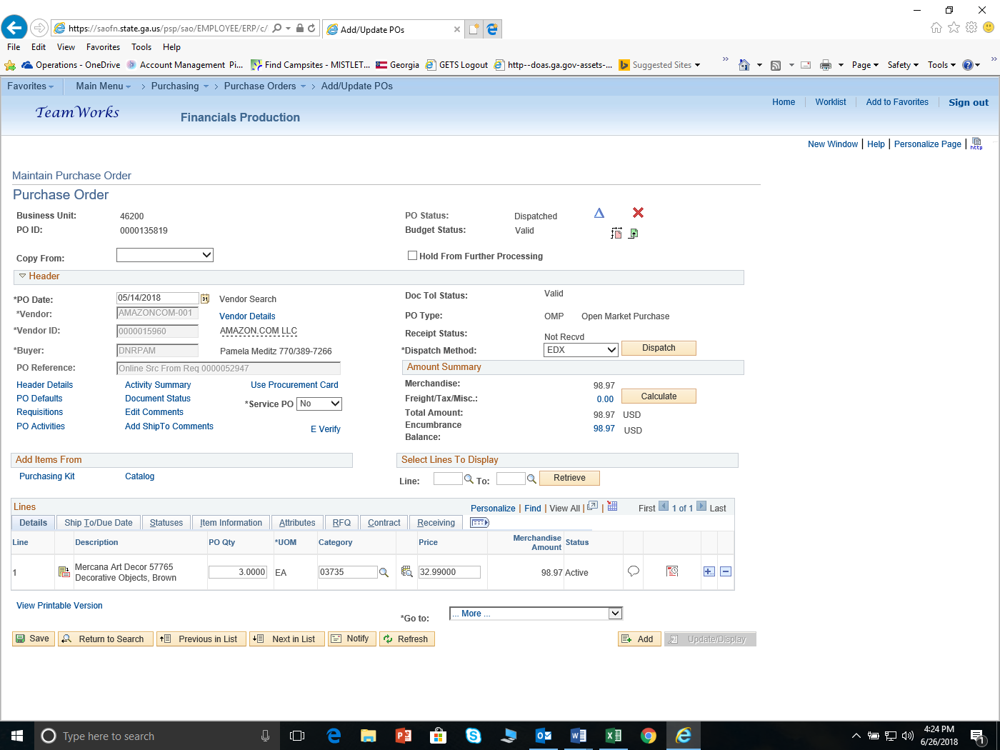 https://saofn.state.ga.us/psp/sao/EMPLOYEE/ERP/c/
Add/Update POs
File Edit View Favorites Tools Help
Operations - OneDrive Account Management Pi... Find Campsites - MISTLET... Georgia GETS Logout http--doas.ga.gov-assets-... Suggested Sites Page Safety Tools
Favorites Main Menu > Purchasing > Purchase Orders > Add/Update POs
TeamWorks Financials Production Home Worklist Add to Favorites Sign out
New Window | Help | Personalize Page | http
Maintain Purchase Order
Purchase Order
Business Unit: 46200 PO Status: Dispatched
PO ID: 0000135819 Budget Status: Valid
Copy From: Hold From Further Processing
Header
*PO Date: 05/14/2018 31 Vendor Search Doc Tol Status: Valid
*Vendor: AMAZONCOM-001 Vendor Details PO Type: OMP Open Market Purchase
*Vendor ID: 0000015960 AMAZON.COM LLC Receipt Status: Not Recvd
*Buyer: DNRPAM Pamela Meditz 770/389-7266 *Dispatch Method: EDX Dispatch
PO Reference: Online Src From Req 0000052947 Amount Summary
Header Details Activity Summary Use Procurement Card Merchandise: 98.97
PO Defaults Document Status *Service PO No Freight/Tax/Misc.: 0.00 Calculate
Requisitions Edit Comments Total Amount: 98.97 USD
PO Activities Add ShipTo Comments E Verify Encumbrance Balance: 98.97 USD
Add Items From Select Lines To Display
Purchasing Kit Catalog Line: To: Retrieve
Lines Personalize | Find | View All | | First 1 of 1 Last
Details Ship To/Due Date Statuses Item Information Attributes RFQ Contract Receiving
Line Description PO Qty *UOM Category Price Merchandise Amount Status
1 Mercana Art Decor 57765 Decorative Objects, Brown 3.0000 EA 03735 32.99000 98.97 Active
View Printable Version *Go to: ... More ...
Save Return to Search Previous in List Next in List Notify Refresh Add Update/Display
Type here to search
4:24 PM
6/26/2018
1